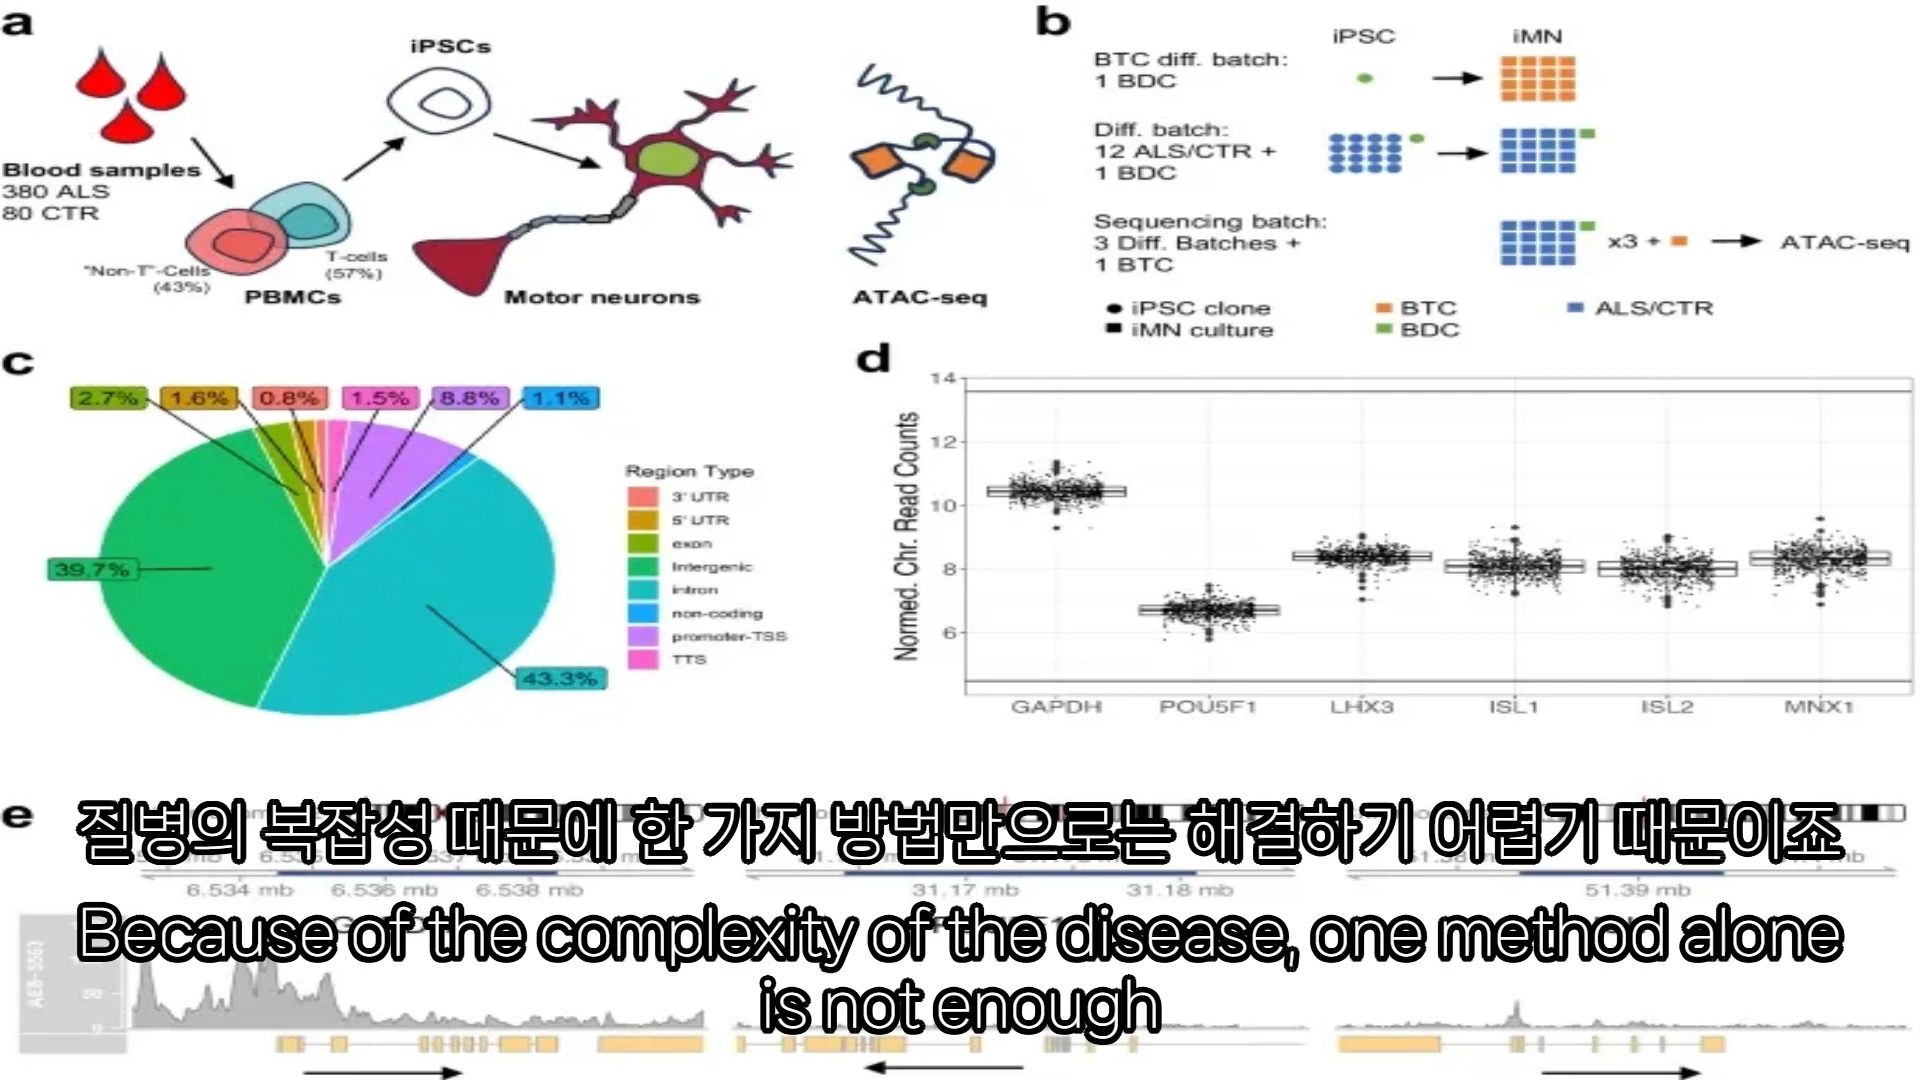 a
iPSCs
Blood samples
380 ALS
80 CTR
"Non-T"-Cells
(43%)
T-cells
(57%)
PBMCs
Motor neurons
ATAC-seq
b
iPSC
iMN
BTC diff. batch:
1 BDC
Diff. batch:
12 ALS/CTR +
1 BDC
Sequencing batch:
3 Diff. Batches +
1 BTC
x3 +
ATAC-seq
iPSC clone
iMN culture
BTC
BDC
ALS/CTR
c
2.7%
1.6%
0.8%
1.5%
8.8%
1.1%
39.7%
43.3%
Region Type
3' UTR
5' UTR
exon
Intergenic
intron
non-coding
promoter-TSS
TTS
d
Normed. Chr. Read Counts
14
12
10
8
6
GAPDH
POU5F1
LHX3
ISL1
ISL2
MNX1
e
질병의 복잡성 때문에 한 가지 방법만으로는 해결하기 어렵기 때문이죠
6.534 mb
6.536 mb
6.538 mb
31.17 mb
31.18 mb
51.39 mb
Because of the complexity of the disease, one method alone
is not enough
50
0